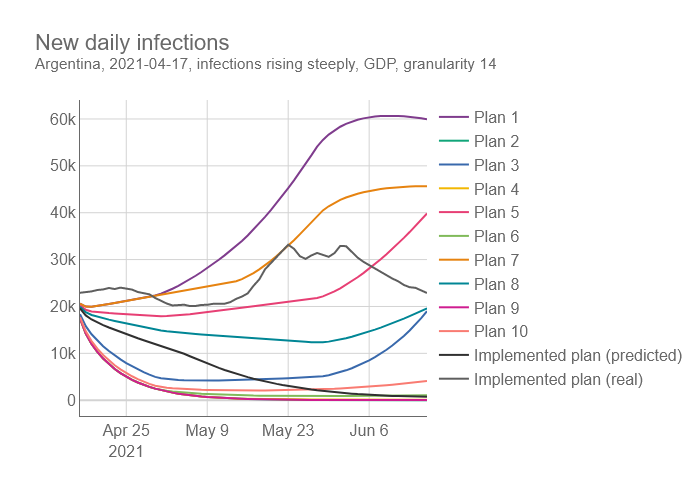 New daily infections
Argentina, 2021-04-17, infections rising steeply, GDP, granularity 14
60k
50k
40k
30k
20k
10k
0
Apr 25
2021
May 9
May 23
Jun 6
Plan 1
Plan 2
Plan 3
Plan 4
Plan 5
Plan 6
Plan 7
Plan 8
Plan 9
Plan 10
Implemented plan (predicted)
Implemented plan (real)